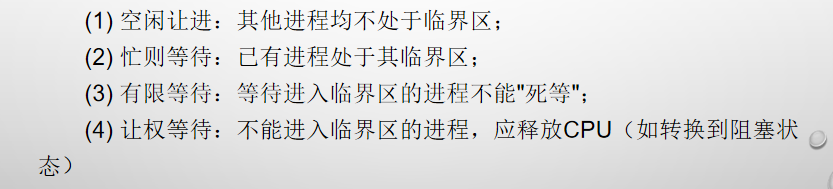 (1) 空闲让进：其他进程均不处于临界区；
(2) 忙则等待：已有进程处于其临界区；
(3) 有限等待：等待进入临界区的进程不能"死等"；
(4) 让权等待：不能进入临界区的进程，应释放CPU（如转换到阻塞状
态）